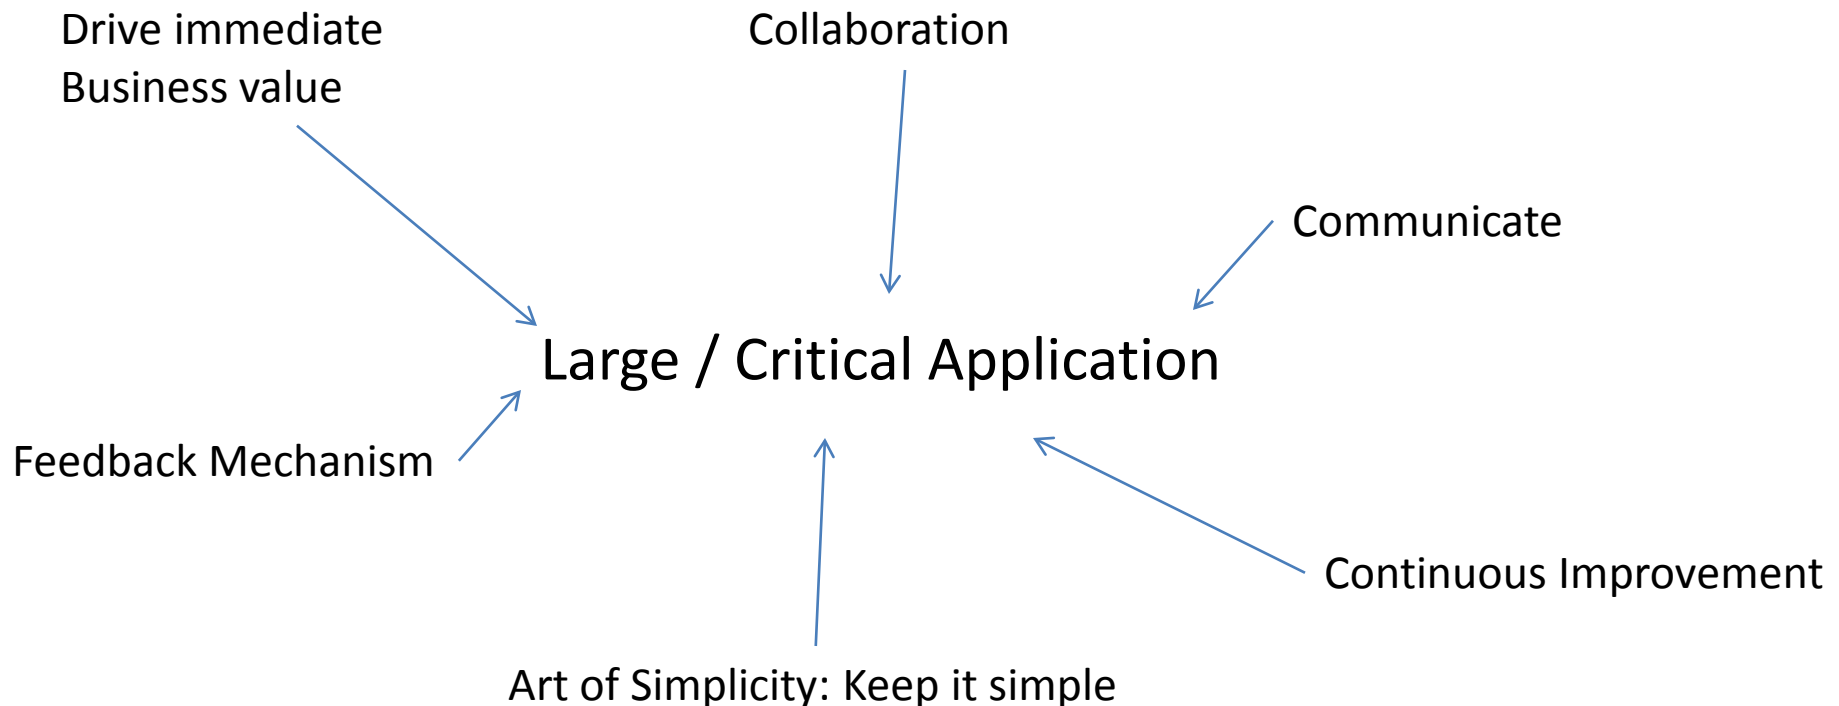 Drive immediate
Business value
Collaboration
Communicate
Large / Critical Application
Feedback Mechanism
Continuous Improvement
Art of Simplicity: Keep it simple